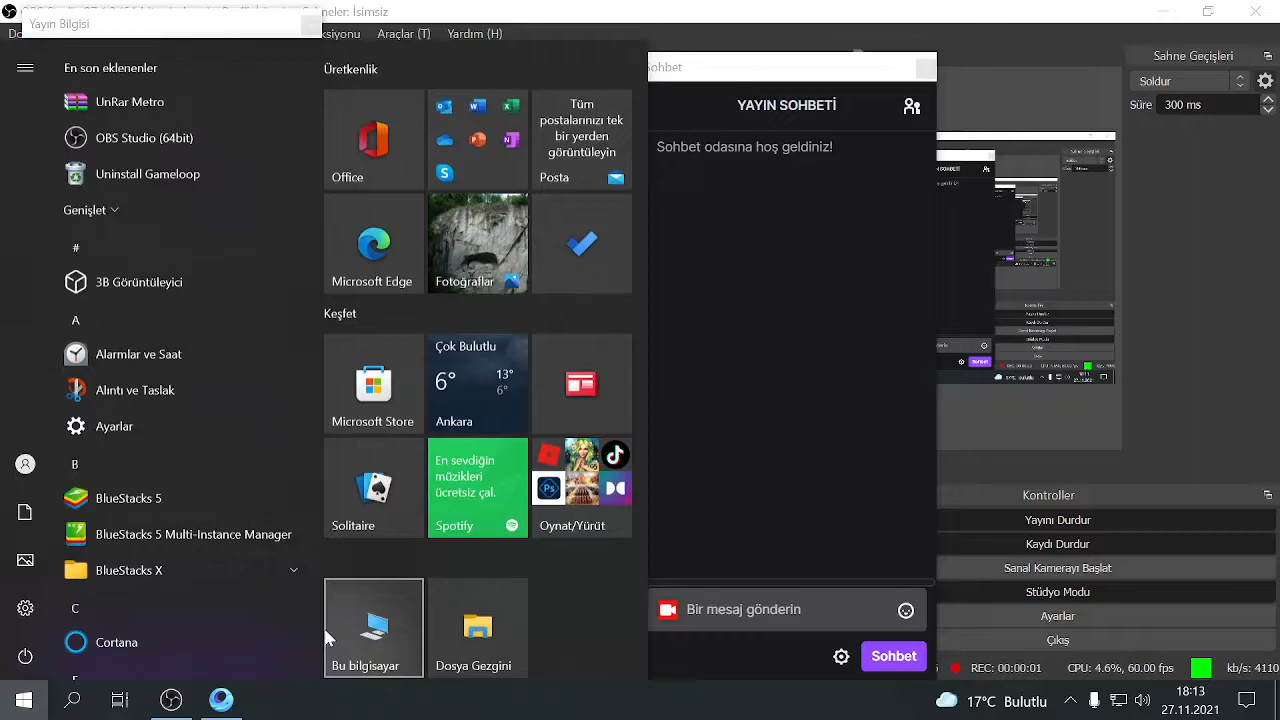 Yayın Bilgisi
neler: İsimsiz
Do
siyonu
Araçlar (T)
Yardım (H)
En son eklenenler
UnRar Metro
OBS Studio (64bit)
Uninstall Gameloop
Genişlet
#
3B Görüntüleyici
A
Alarmlar ve Saat
Alıntı ve Taslak
Ayarlar
B
BlueStacks 5
BlueStacks 5 Multi-Instance Manager
BlueStacks X
C
Cortana
Üretkenlik
Office
Tüm
postalarınızı tek
bir yerden
görüntüleyin
Posta
Microsoft Edge
Fotoğraflar
Keşfet
Microsoft Store
Çok Bulutlu
6°
13°
6°
Ankara
Solitaire
En sevdiğin
müzikleri
ücretsiz çal.
Spotify
Oynat/Yürüt
Bu bilgisayar
Dosya Gezgini
Sohbet
YAYIN SOHBETİ
Sohbet odasına hoş geldiniz!
Bir mesaj gönderin
Sohbet
Sahne Geçişleri
Soldur
Süre
300 ms
Kontroller
Yayını Durdur
Kaydı Durdur
Sanal Kamerayı Başlat
Stüdyo Modu
Ayarlar
Çıkış
REC: 00:00:01
CPU: 4.6%, 60.00 fps
kb/s: 4110
17°C Bulutlu
18:13
27.11.2021